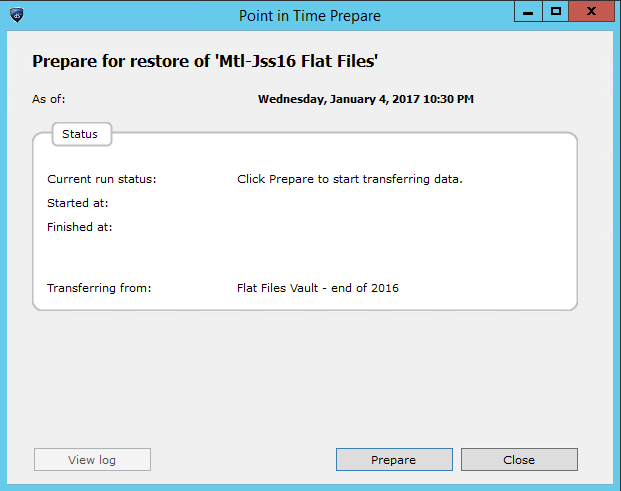 Point in Time Prepare
Prepare for restore of 'Mtl-Jss16 Flat Files'
As of: Wednesday, January 4, 2017 10:30 PM
Status
Current run status: Click Prepare to start transferring data.
Started at:
Finished at:
Transferring from: Flat Files Vault - end of 2016
View log Prepare Close